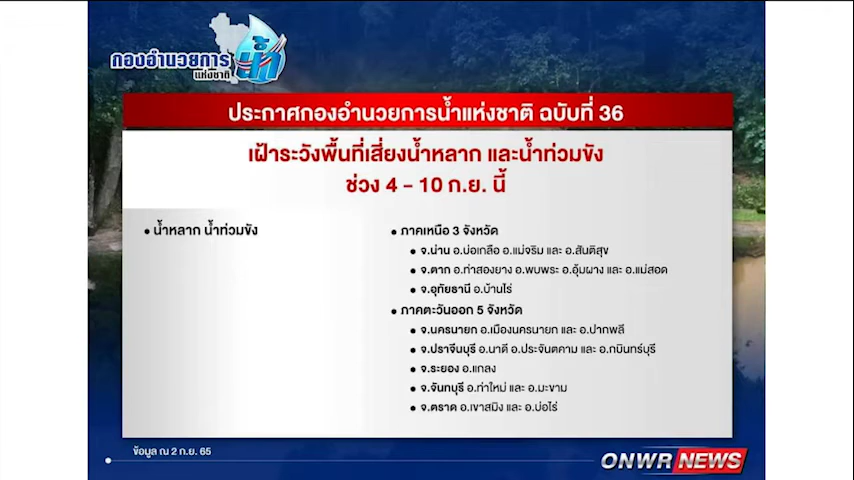 กองอำนวยการ
น้ำ
แห่งชาติ
ประกาศกองอำนวยการน้ำแห่งชาติ ฉบับที่ 36
เฝ้าระวังพื้นที่เสี่ยงน้ำหลาก และน้ำท่วมขัง
ช่วง 4 - 10 ก.ย. นี้
• น้ำหลาก น้ำท่วมขัง
• ภาคเหนือ 3 จังหวัด
• จ.น่าน อ.บ่อเกลือ อ.แม่จริม และ อ.สันติสุข
• จ.ตาก อ.ท่าสองยาง อ.พบพระ อ.อุ้มผาง และ อ.แม่สอด
• จ.อุทัยธานี อ.บ้านไร่
• ภาคตะวันออก 5 จังหวัด
• จ.นครนายก อ.เมืองนครนายก และ อ.ปากพลี
• จ.ปราจีนบุรี อ.นาดี อ.ประจันตคาม และ อ.กบินทร์บุรี
• จ.ระยอง อ.แกลง
• จ.จันทบุรี อ.ท่าใหม่ และ อ.มะขาม
• จ.ตราด อ.เขาสมิง และ อ.บ่อไร่
ข้อมูล ณ 2 ก.ย. 65
ONWR NEWS